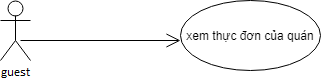 xem thực đơn của quán
guest